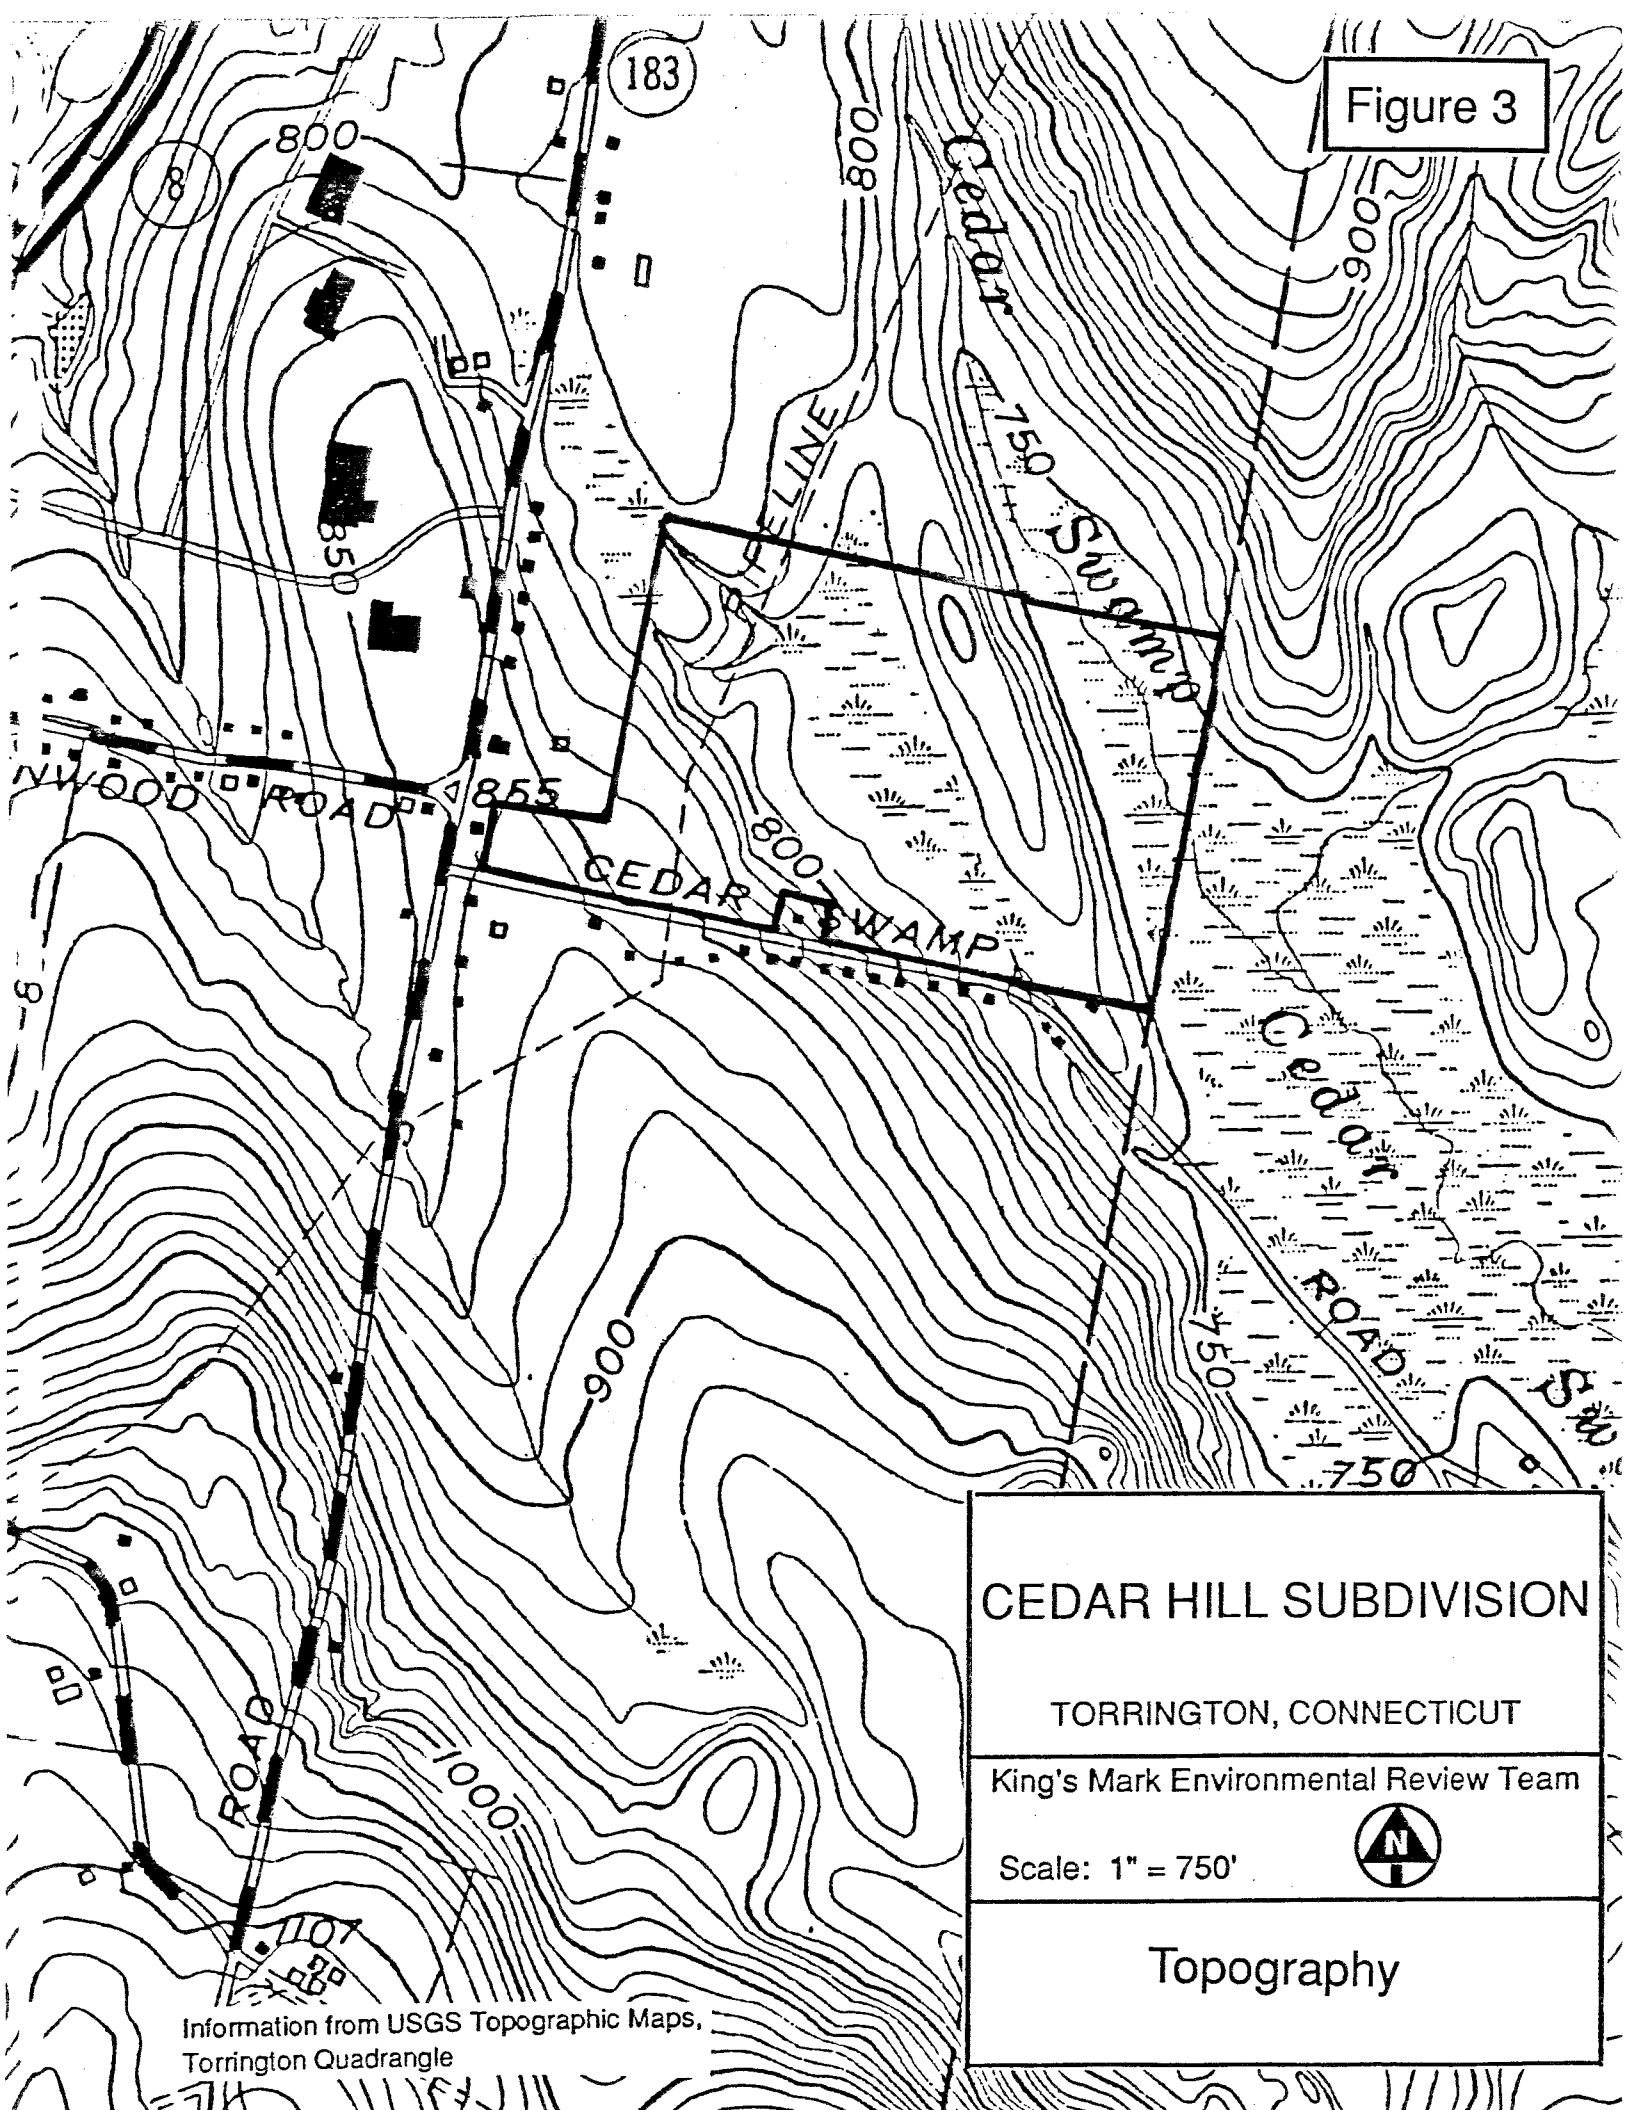 183
Figure 3
800
800
Cedar
8
900
PIPELINE
750
Swamp
850
NWOOD ROAD
855
800
CEDAR SWAMP
8
Cedar
ROAD
900
750
Sw
750
CEDAR HILL SUBDIVISION
TORRINGTON, CONNECTICUT
King's Mark Environmental Review Team
N
Scale: 1" = 750'
Topography
ROAD
1000
1107
Information from USGS Topographic Maps,
Torrington Quadrangle